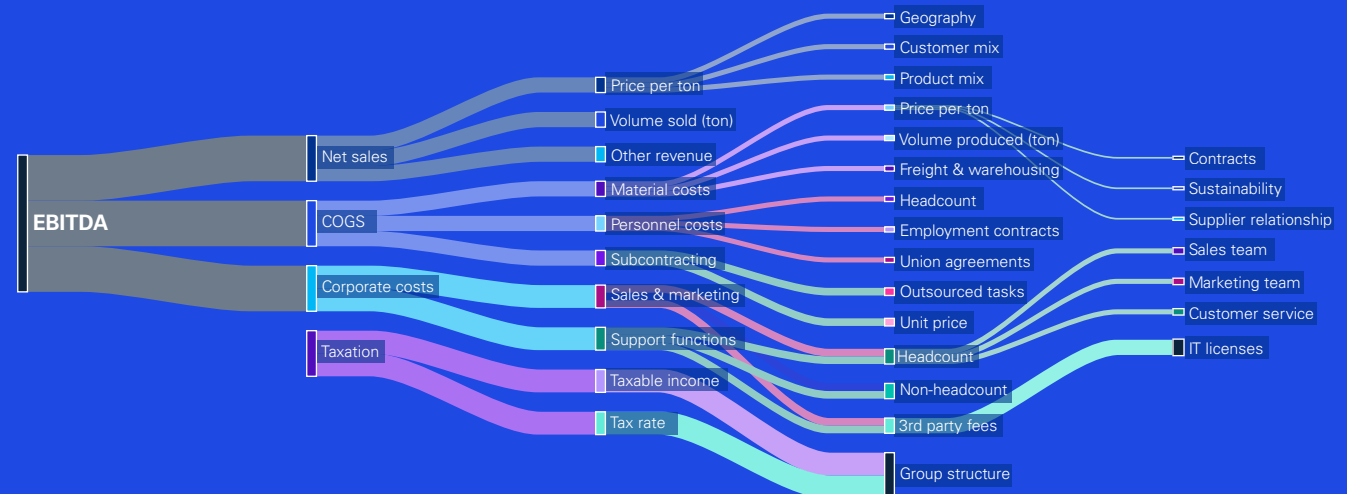 EBITDA
Net sales
COGS
Corporate costs
Taxation
Price per ton
Volume sold (ton)
Other revenue
Material costs
Personnel costs
Subcontracting
Sales & marketing
Support functions
Taxable income
Tax rate
Geography
Customer mix
Product mix
Price per ton
Volume produced (ton)
Freight & warehousing
Headcount
Employment contracts
Union agreements
Outsourced tasks
Unit price
Headcount
Non-headcount
3rd party fees
Group structure
Contracts
Sustainability
Supplier relationship
Sales team
Marketing team
Customer service
IT licenses